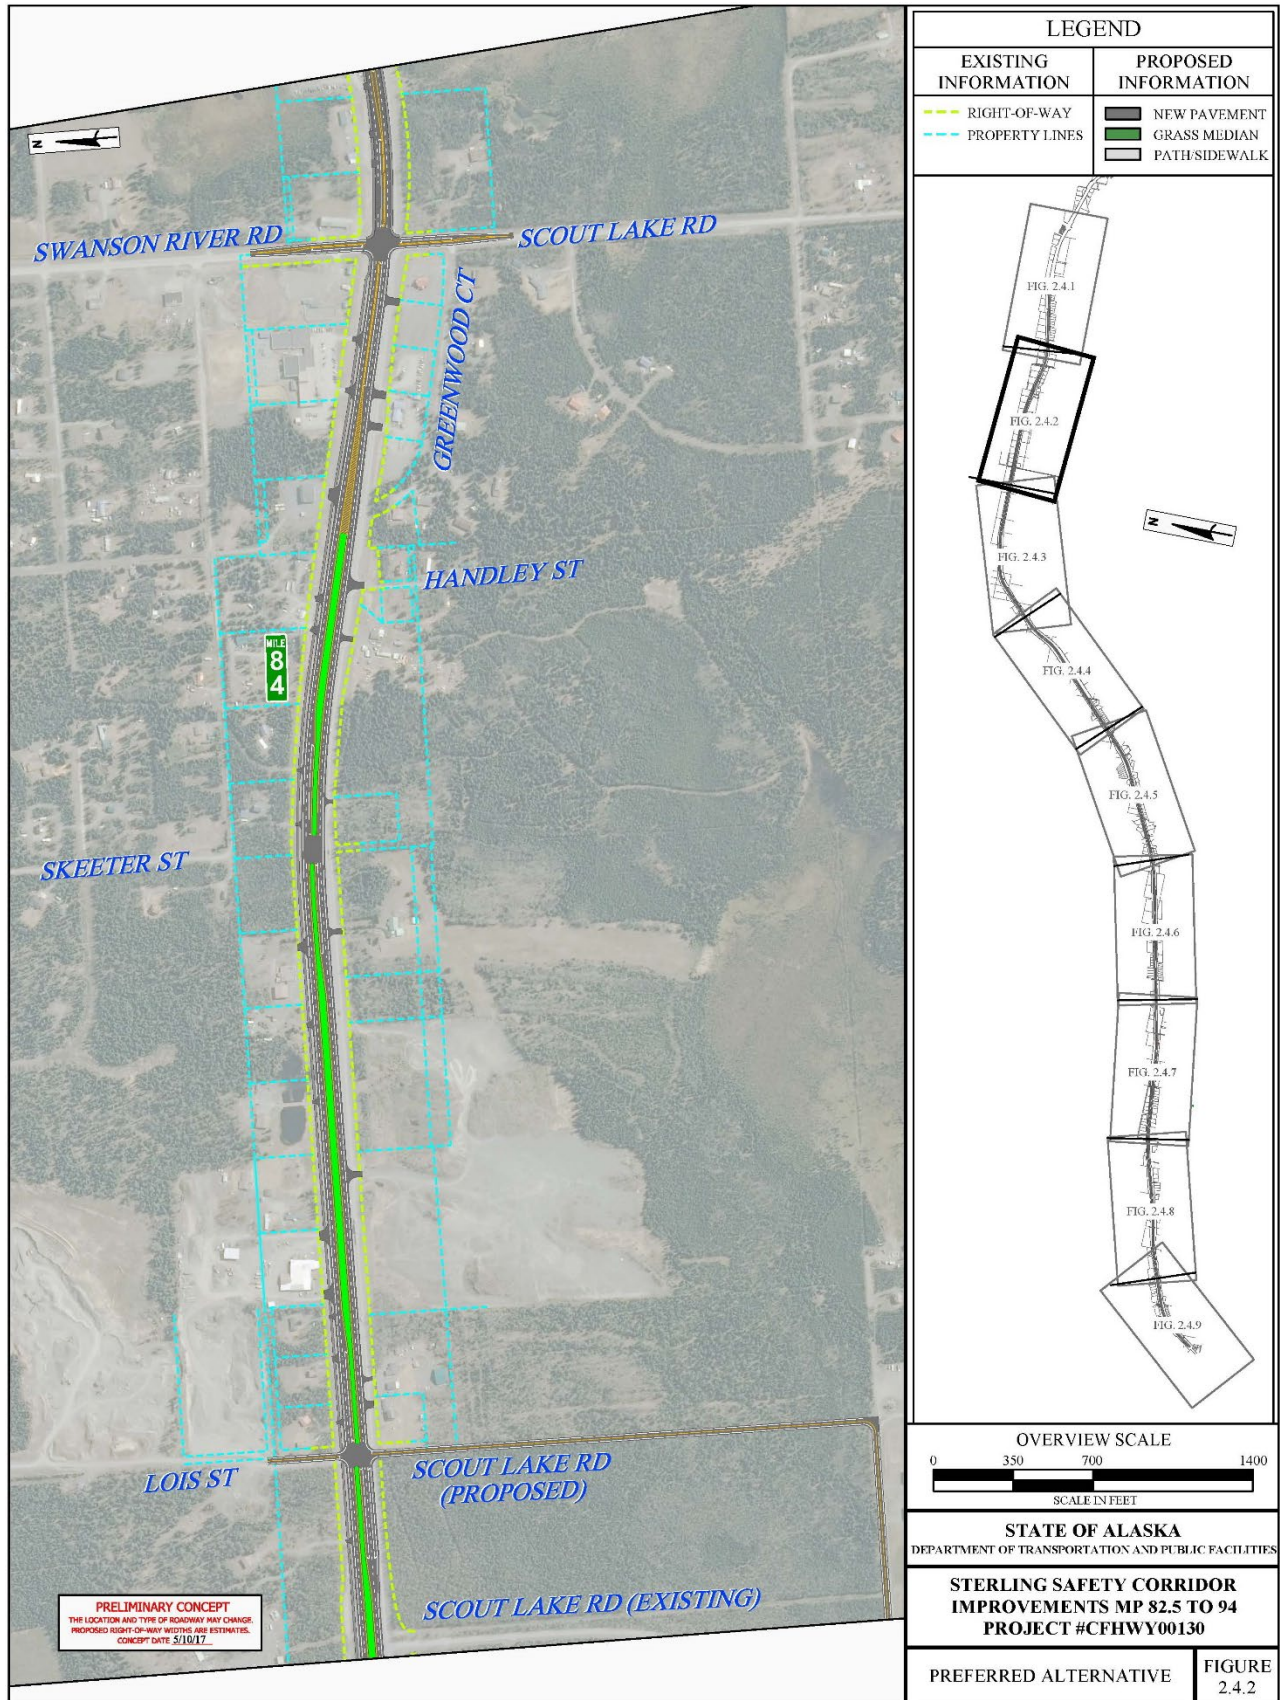 N
SWANSON RIVER RD
SCOUT LAKE RD
GREENWOOD CT
HANDLEY ST
MILE
8
4
SKEETER ST
LOIS ST
SCOUT LAKE RD
(PROPOSED)
SCOUT LAKE RD (EXISTING)
PRELIMINARY CONCEPT
THE LOCATION AND TYPE OF ROADWAY MAY CHANGE.
PROPOSED RIGHT-OF-WAY WIDTHS ARE ESTIMATES.
CONCEPT DATE 5/10/17
LEGEND
EXISTING
INFORMATION
RIGHT-OF-WAY
PROPERTY LINES
PROPOSED
INFORMATION
NEW PAVEMENT
GRASS MEDIAN
PATH/SIDEWALK
FIG. 2.4.1
FIG. 2.4.2
N
FIG. 2.4.3
FIG. 2.4.4
FIG. 2.4.5
FIG. 2.4.6
FIG. 2.4.7
FIG. 2.4.8
FIG. 2.4.9
OVERVIEW SCALE
0 350 700 1400
SCALE IN FEET
STATE OF ALASKA
DEPARTMENT OF TRANSPORTATION AND PUBLIC FACILITIES
STERLING SAFETY CORRIDOR
IMPROVEMENTS MP 82.5 TO 94
PROJECT #CFHWY00130
PREFERRED ALTERNATIVE
FIGURE
2.4.2